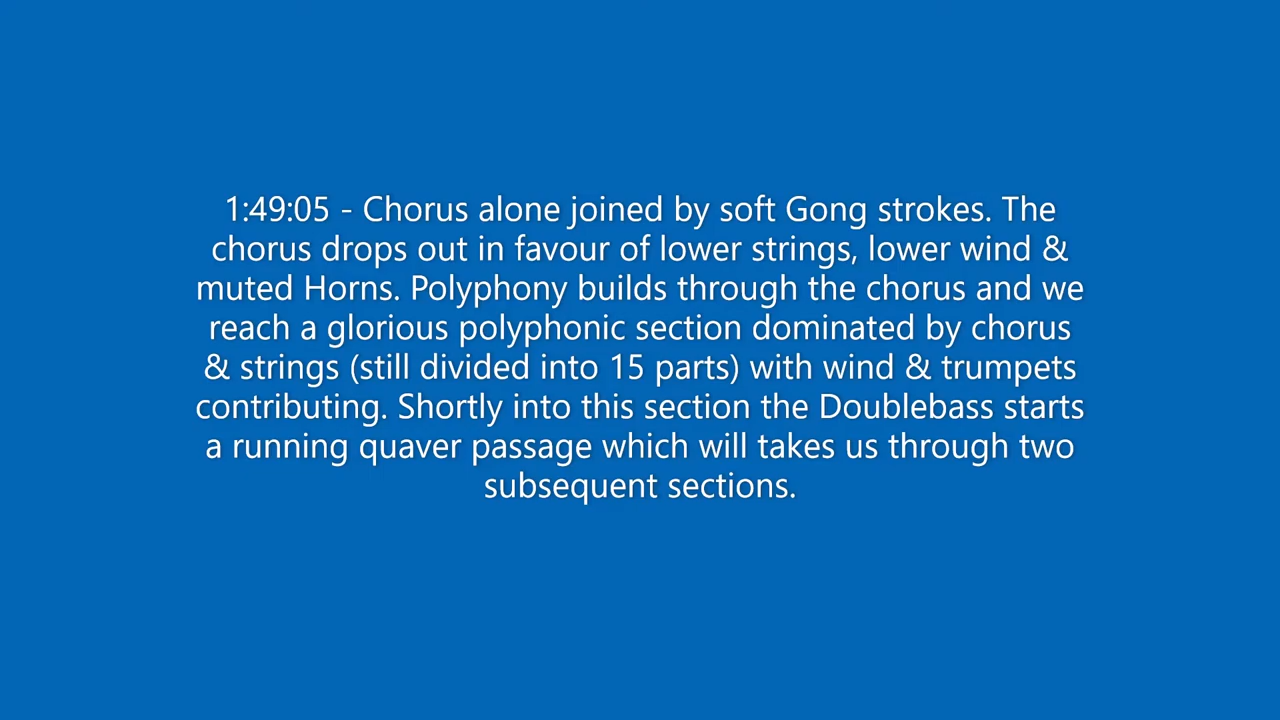 1:49:05 - Chorus alone joined by soft Gong strokes. The
chorus drops out in favour of lower strings, lower wind &
muted Horns. Polyphony builds through the chorus and we
reach a glorious polyphonic section dominated by chorus
& strings (still divided into 15 parts) with wind & trumpets
contributing. Shortly into this section the Doublebass starts
a running quaver passage which will takes us through two
subsequent sections.